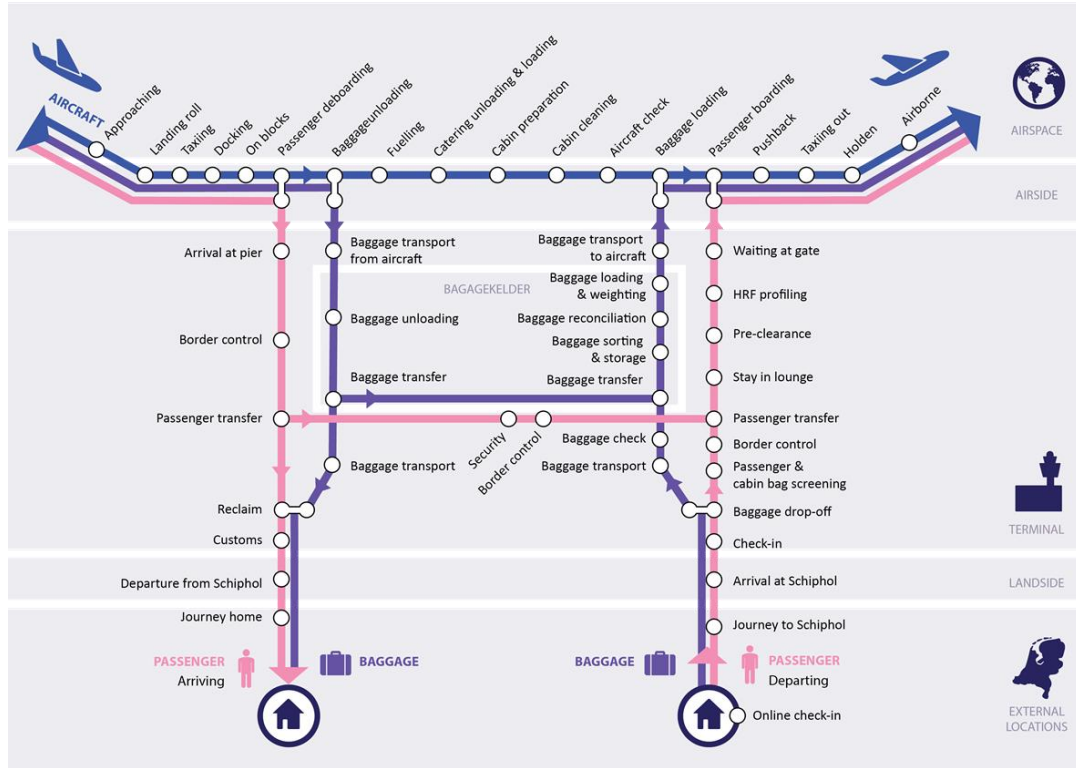 AIRCRAFT
Approaching
Landing roll
Taxiing
Docking
On blocks
Passenger deboarding
Baggageunloading
Fuelling
Catering unloading & loading
Cabin preparation
Cabin cleaning
Aircraft check
Baggage loading
Passenger boarding
Pushback
Taxiing out
Holden
Airborne
AIRSPACE
AIRSIDE
Arrival at pier
Baggage transport
from aircraft
Baggage transport
to aircraft
Waiting at gate
BAGAGEKELDER
Baggage loading
& weighting
HRF profiling
Baggage unloading
Baggage reconciliation
Pre-clearance
Border control
Baggage sorting
& storage
Baggage transfer
Baggage transfer
Stay in lounge
Passenger transfer
Security
Border control
Passenger transfer
Baggage check
Border control
Baggage transport
Baggage transport
Passenger &
cabin bag screening
Reclaim
Baggage drop-off
TERMINAL
Customs
Check-in
Departure from Schiphol
Arrival at Schiphol
LANDSIDE
Journey home
Journey to Schiphol
PASSENGER
Arriving
BAGGAGE
BAGGAGE
PASSENGER
Departing
Online check-in
EXTERNAL
LOCATIONS